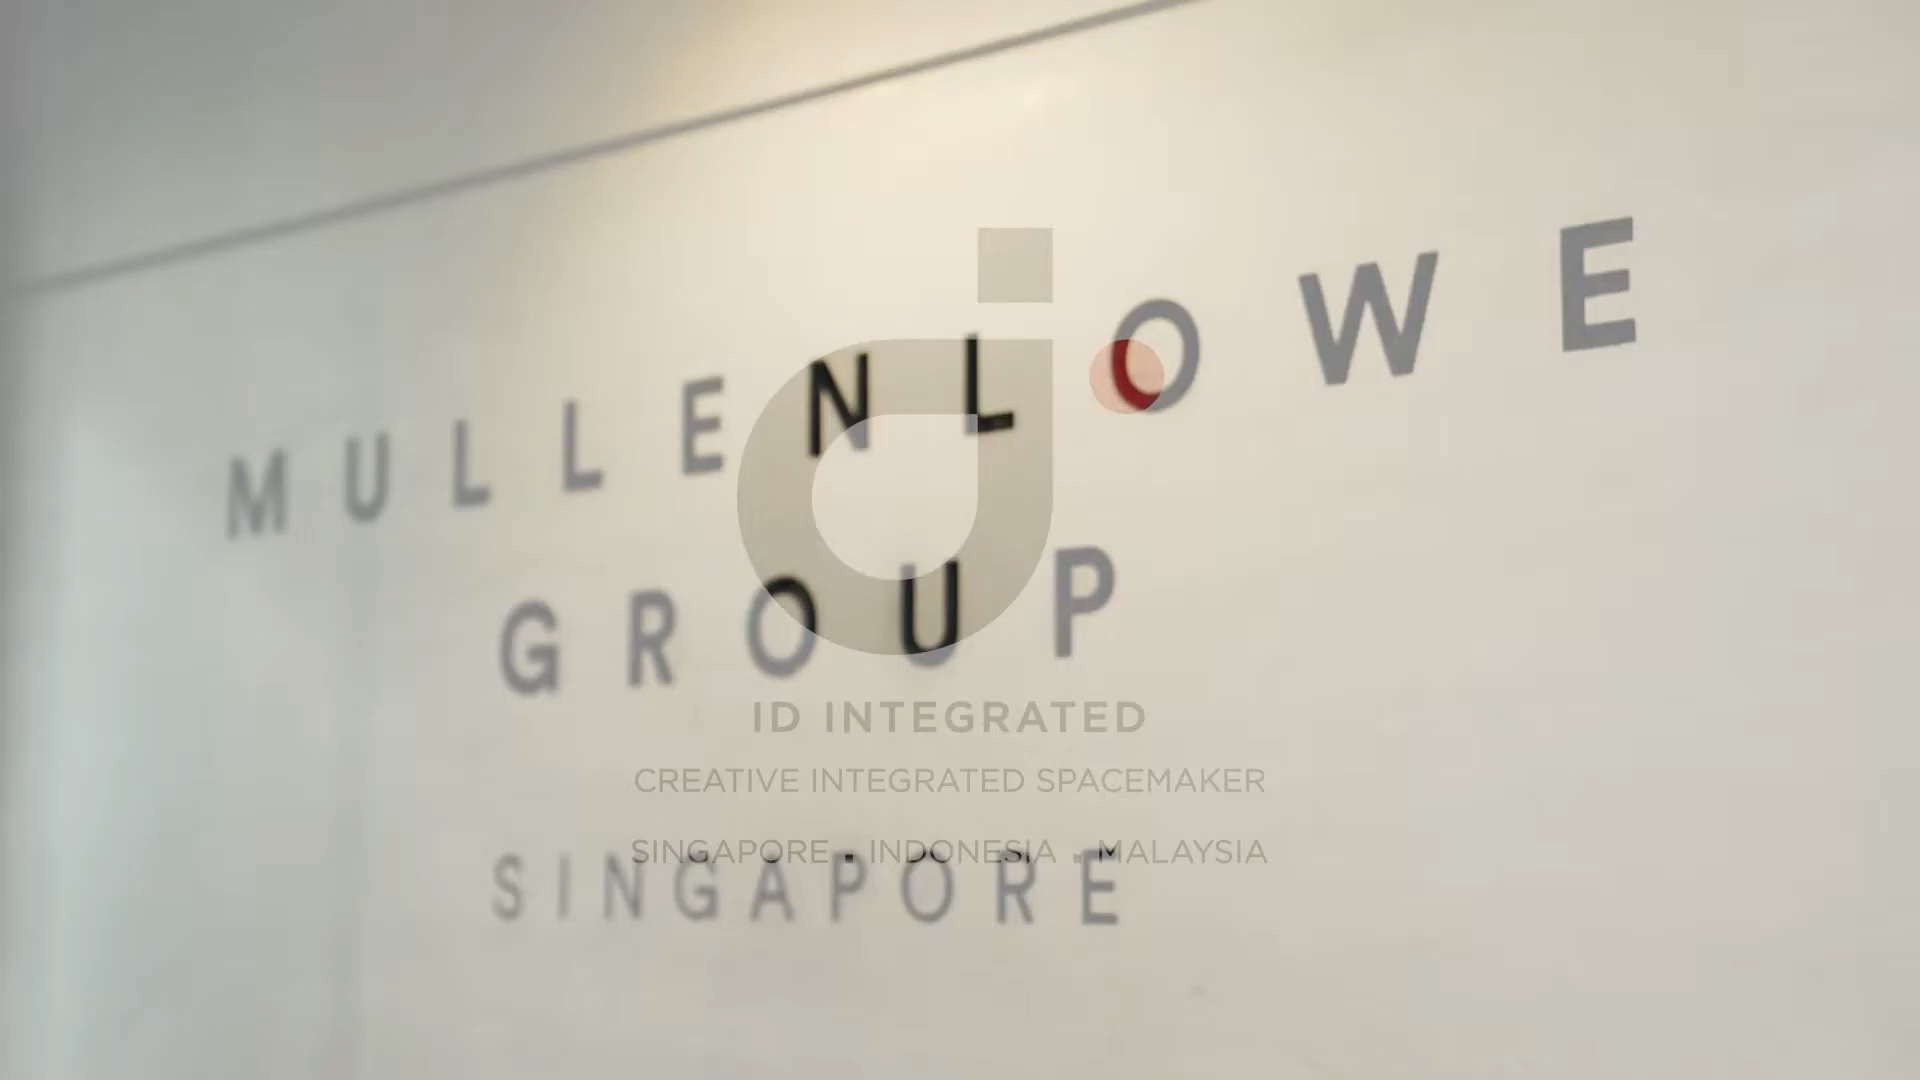 MULLENLOWE
GROUP
ID INTEGRATED
CREATIVE INTEGRATED SPACEMAKER
SINGAPORE · INDONESIA · MALAYSIA
SINGAPORE